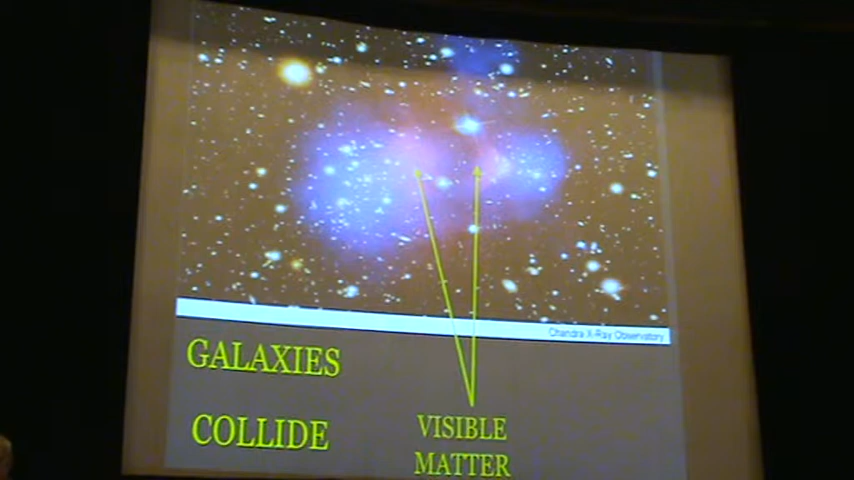 Chandra X-Ray Observatory
GALAXIES
COLLIDE
VISIBLE
MATTER